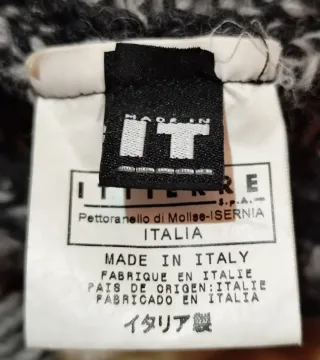 MADE IN
IT
ITTIERRE
S.p.A.
Pettoranello di Molise-ISERNIA
ITALIA
MADE IN ITALY
FABRIQUE EN ITALIE
PAIS DE ORIGEN:ITALIE
FABRICADO EN ITALIA
イタリア製